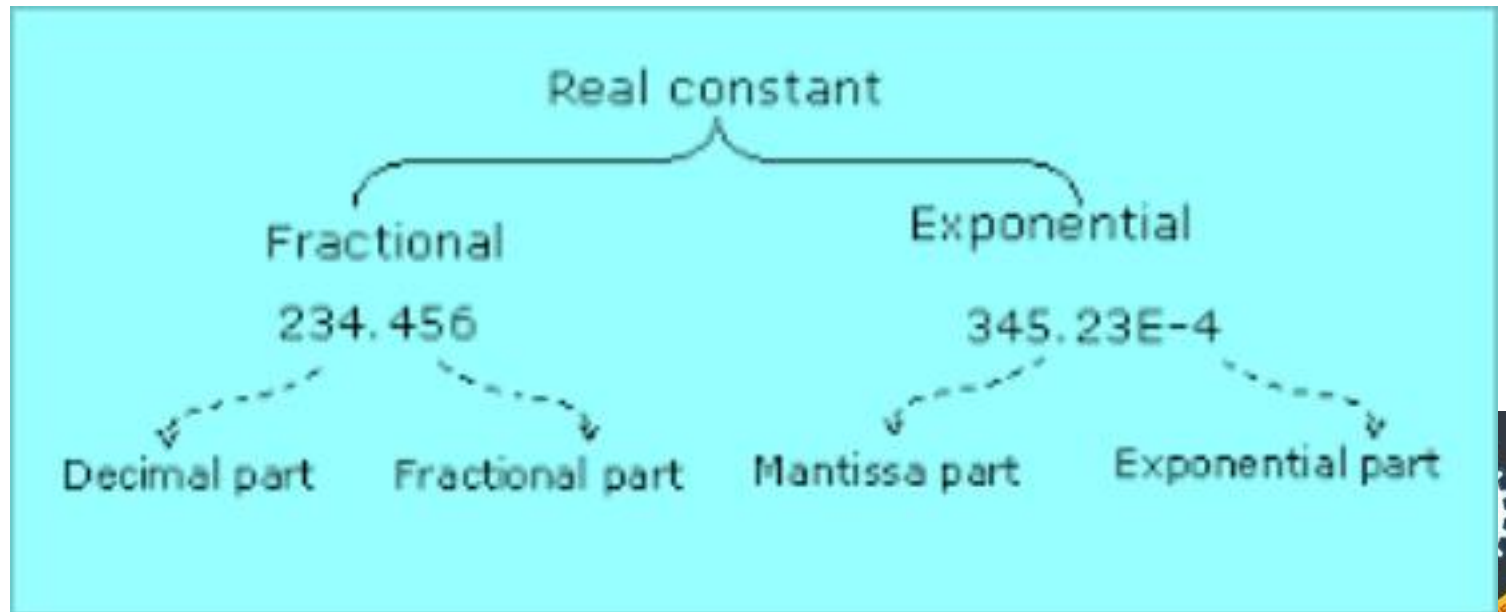 Real constant
Fractional
Exponential
234.456
345.23E-4
Decimal part
Fractional part
Mantissa part
Exponential part